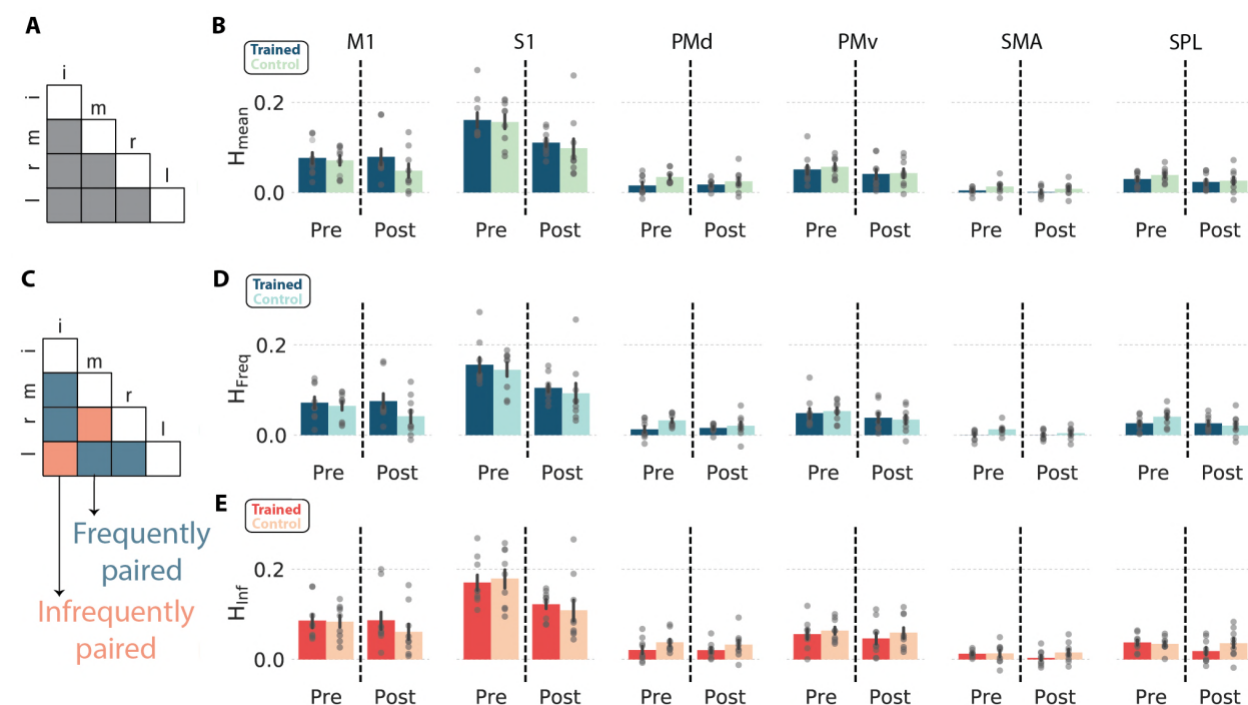 A
B
M1 S1 PMd PMv SMA SPL
Trained
Control
i
i m
m r
r l
l
Hmean
0.2
0.0
Pre Post Pre Post Pre Post Pre Post Pre Post Pre Post
C
D
Trained
Control
i
i m
m r
r l
l
HFreq
0.2
0.0
Pre Post Pre Post Pre Post Pre Post Pre Post Pre Post
Frequently
paired
Infrequently
paired
E
Trained
Control
HInf
0.2
0.0
Pre Post Pre Post Pre Post Pre Post Pre Post Pre Post